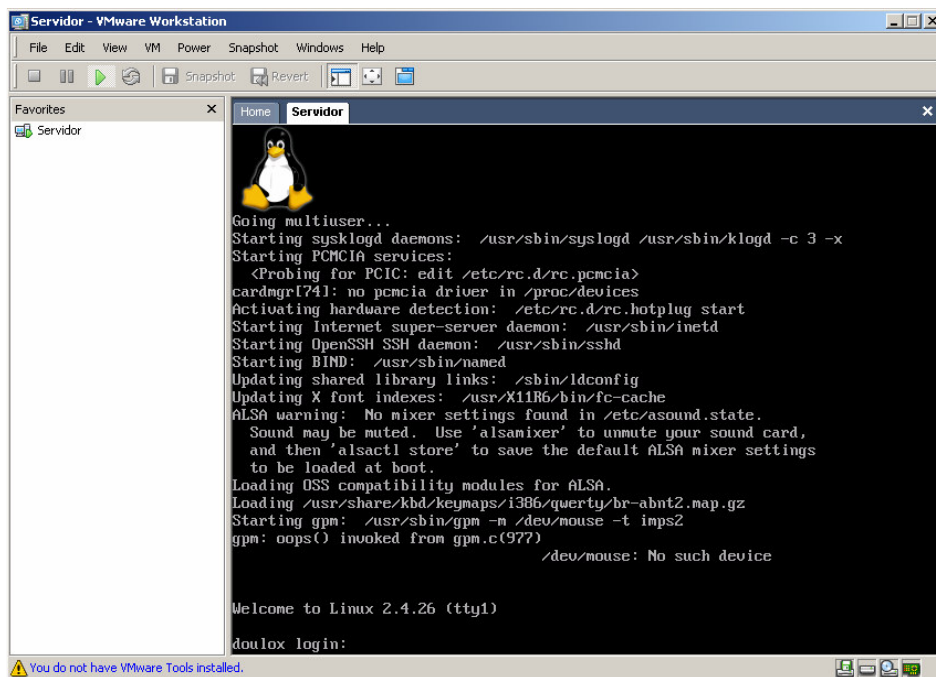 Servidor - VMware Workstation
File Edit View VM Power Snapshot Windows Help
Snapshot Revert
Favorites
Servidor
Home Servidor
Going multiuser...
Starting sysklogd daemons:  /usr/sbin/syslogd /usr/sbin/klogd -c 3 -x
Starting PCMCIA services:
  <Probing for PCIC: edit /etc/rc.d/rc.pcmcia>
cardmgr[74]: no pcmcia driver in /proc/devices
Activating hardware detection:  /etc/rc.d/rc.hotplug start
Starting Internet super-server daemon:  /usr/sbin/inetd
Starting OpenSSH SSH daemon:  /usr/sbin/sshd
Starting BIND:  /usr/sbin/named
Updating shared library links:  /sbin/ldconfig
Updating X font indexes:  /usr/X11R6/bin/fc-cache
ALSA warning:  No mixer settings found in /etc/asound.state.
  Sound may be muted.  Use 'alsamixer' to unmute your sound card,
  and then 'alsactl store' to save the default ALSA mixer settings
  to be loaded at boot.
Loading OSS compatibility modules for ALSA.
Loading /usr/share/kbd/keymaps/i386/qwerty/br-abnt2.map.gz
Starting gpm:  /usr/sbin/gpm -m /dev/mouse -t imps2
gpm: oops() invoked from gpm.c(977)
/dev/mouse: No such device
Welcome to Linux 2.4.26 (tty1)
doulox login:
You do not have VMware Tools installed.